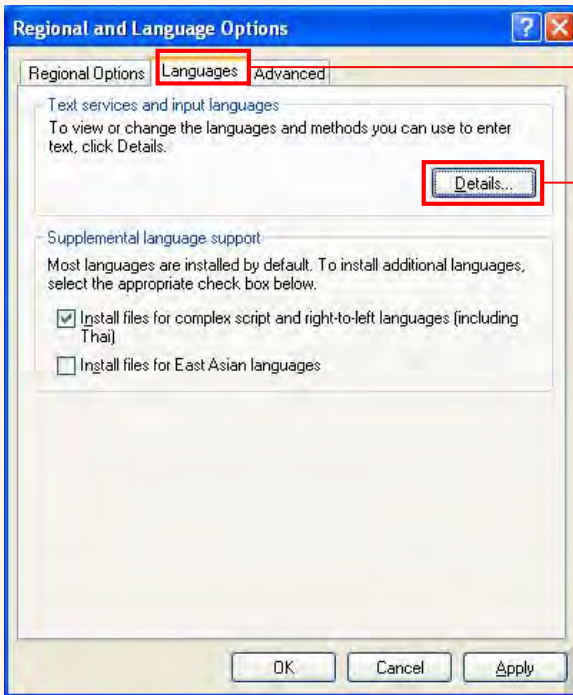 Regional and Language Options
Regional Options Languages Advanced
Text services and input languages
To view or change the languages and methods you can use to enter
text, click Details.
Details...
Supplemental language support
Most languages are installed by default. To install additional languages,
select the appropriate check box below.
Install files for complex script and right-to-left languages (including
Thai)
Install files for East Asian languages
OK Cancel Apply